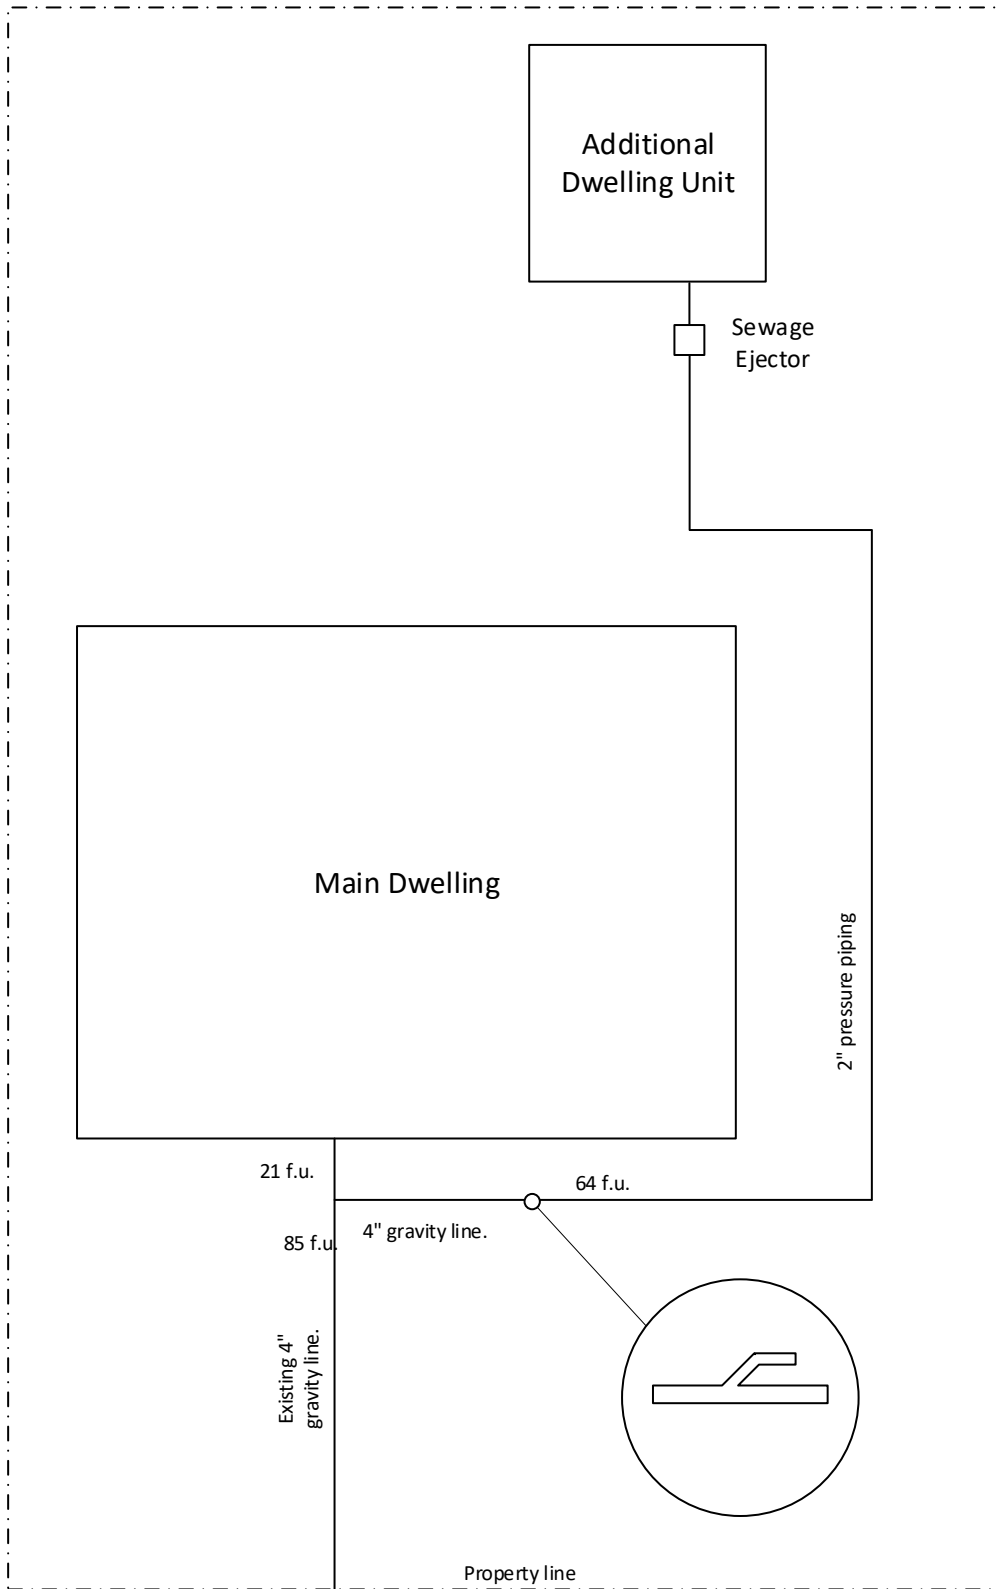 Additional
Dwelling Unit
Sewage
Ejector
Main Dwelling
2" pressure piping
21 f.u.
64 f.u.
4" gravity line.
85 f.u.
Existing 4"
gravity line.
Property line